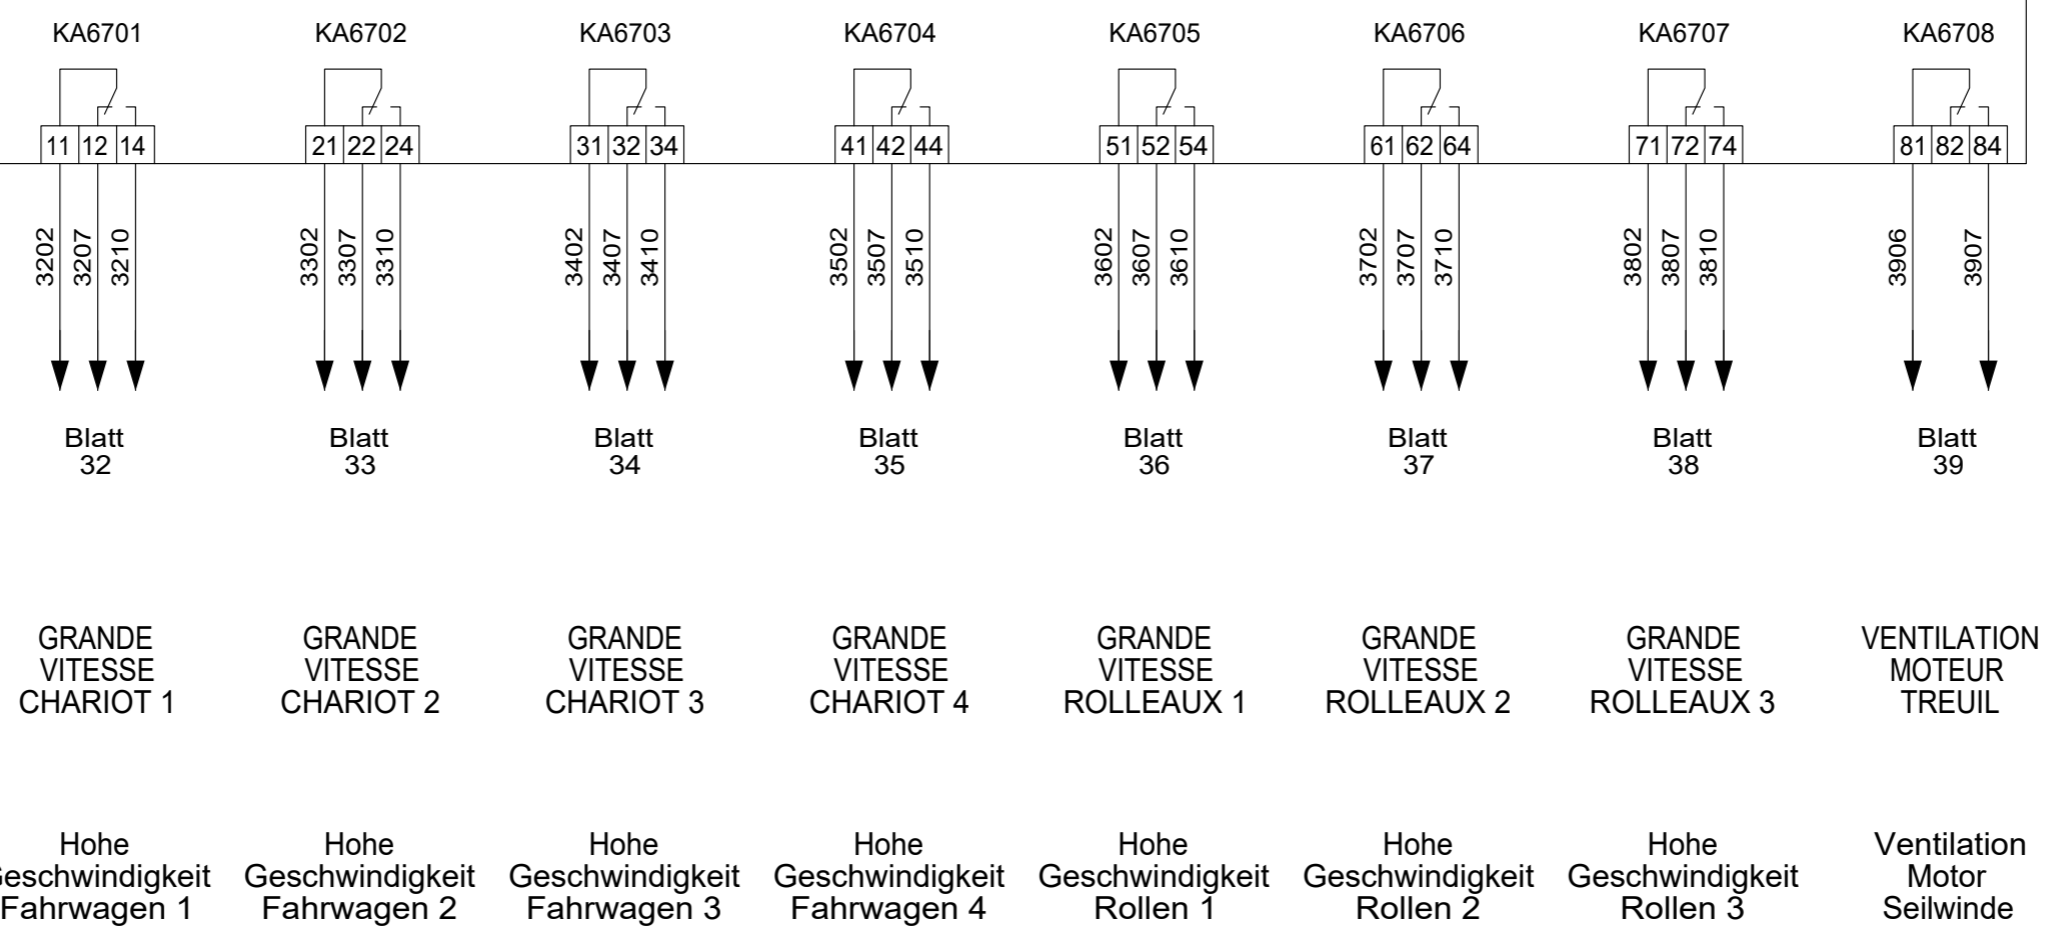 KA6701 KA6702 KA6703 KA6704 KA6705 KA6706 KA6707 KA6708
11 12 14 21 22 24 31 32 34 41 42 44 51 52 54 61 62 64 71 72 74 81 82 84
3202 3207 3210 3302 3307 3310 3402 3407 3410 3502 3507 3510 3602 3607 3610 3702 3707 3710 3802 3807 3810 3906 3907
Blatt Blatt Blatt Blatt Blatt Blatt Blatt Blatt
32 33 34 35 36 37 38 39
GRANDE GRANDE GRANDE GRANDE GRANDE GRANDE GRANDE VENTILATION
VITESSE VITESSE VITESSE VITESSE VITESSE VITESSE VITESSE MOTEUR
CHARIOT 1 CHARIOT 2 CHARIOT 3 CHARIOT 4 ROLLEAUX 1 ROLLEAUX 2 ROLLEAUX 3 TREUIL
Hohe Hohe Hohe Hohe Hohe Hohe Hohe Ventilation
Geschwindigkeit Geschwindigkeit Geschwindigkeit Geschwindigkeit Geschwindigkeit Geschwindigkeit Geschwindigkeit Motor
Fahrwagen 1 Fahrwagen 2 Fahrwagen 3 Fahrwagen 4 Rollen 1 Rollen 2 Rollen 3 Seilwinde